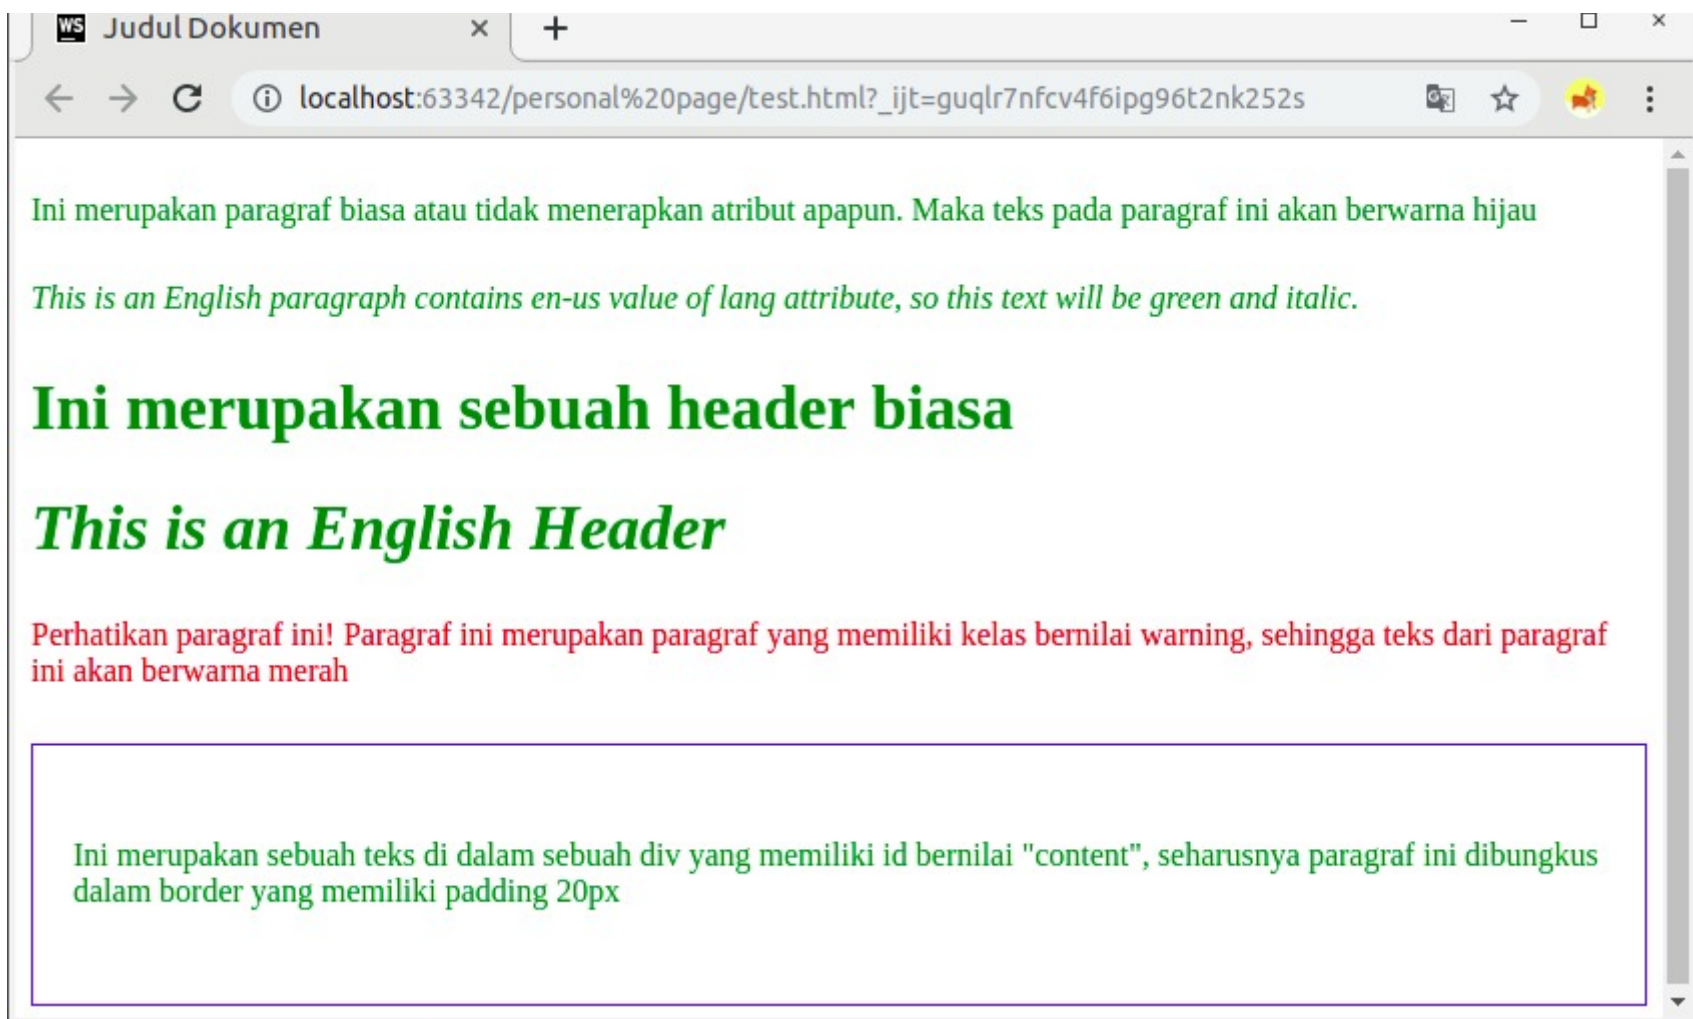 WS Judul Dokumen
localhost:63342/personal%20page/test.html?_ijt=guqlr7nfcv4f6ipg96t2nk252s
Ini merupakan paragraf biasa atau tidak menerapkan atribut apapun. Maka teks pada paragraf ini akan berwarna hijau
This is an English paragraph contains en-us value of lang attribute, so this text will be green and italic.
Ini merupakan sebuah header biasa
This is an English Header
Perhatikan paragraf ini! Paragraf ini merupakan paragraf yang memiliki kelas bernilai warning, sehingga teks dari paragraf
ini akan berwarna merah
Ini merupakan sebuah teks di dalam sebuah div yang memiliki id bernilai "content", seharusnya paragraf ini dibungkus
dalam border yang memiliki padding 20px